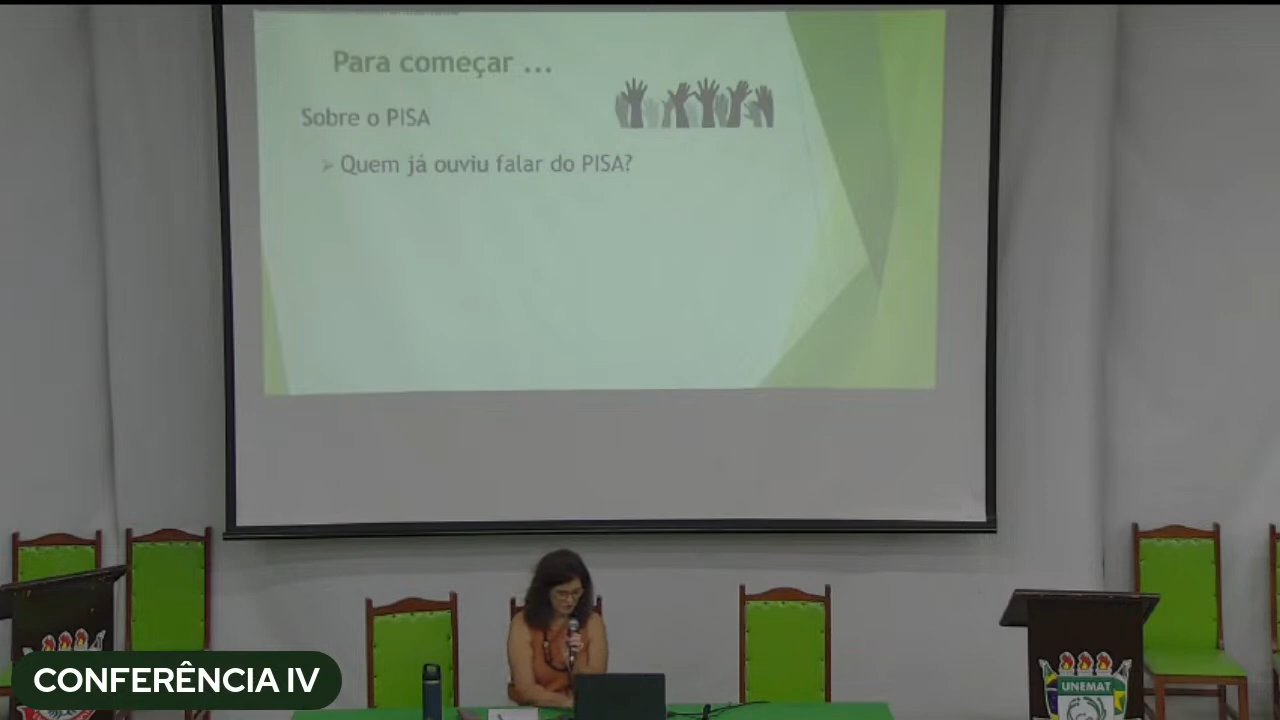 Para começar ...
Sobre o PISA
➢ Quem já ouviu falar do PISA?
CONFERÊNCIA IV
UNEMAT